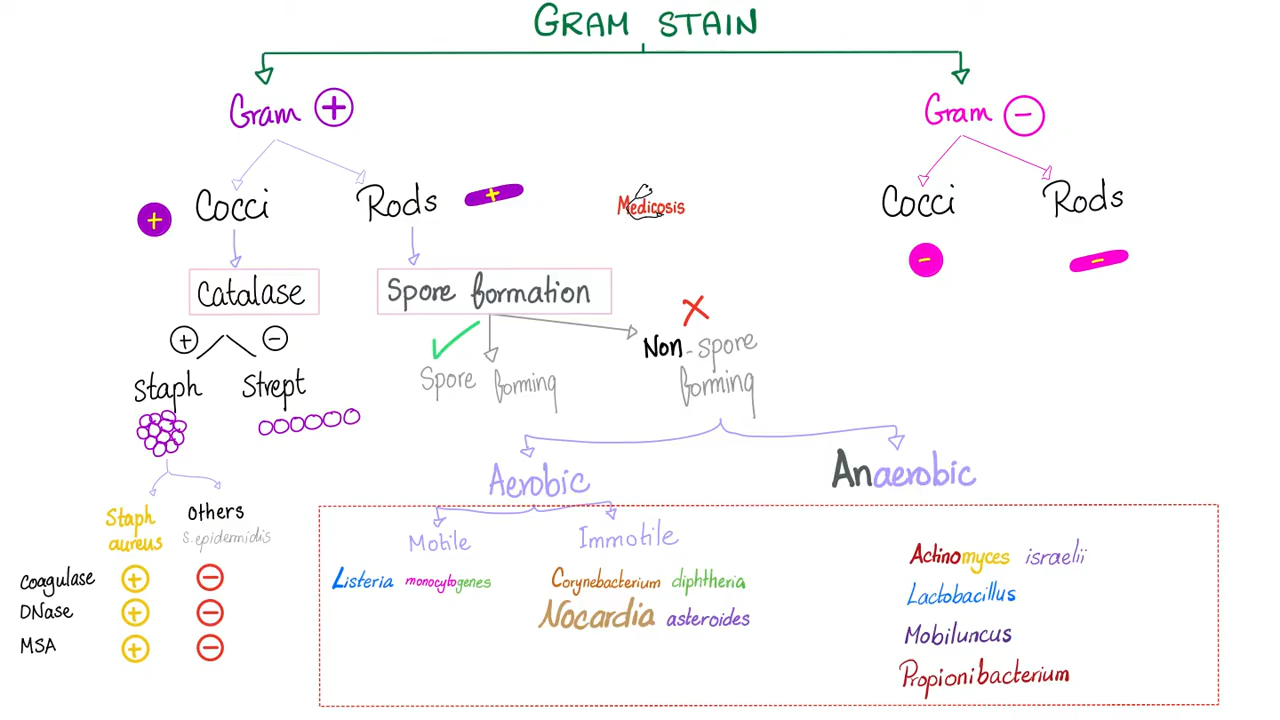 GRAM STAIN
Gram +
Gram −
Cocci
Rods
+
+
Medicosis
Cocci
Rods
−
−
Catalase
Spore formation
+
−
Staph
Strept
Spore forming
Non-spore
forming
Aerobic
Anaerobic
Staph
aureus
Others
S.epidermidis
Motile
Immotile
Coagulase + −
DNase + −
MSA + −
Listeria monocytogenes
Corynebacterium diphtheria
Nocardia asteroides
Actinomyces israelii
Lactobacillus
Mobiluncus
Propionibacterium